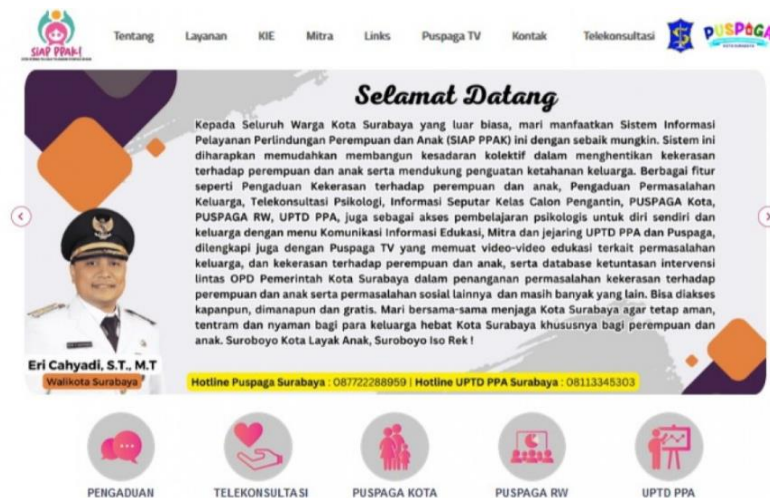 SIAP PPAK!
Tentang Layanan KIE Mitra Links Puspaga TV Kontak Telekonsultasi
PUSPAGA
KOTA SURABAYA
Selamat Datang
Kepada Seluruh Warga Kota Surabaya yang luar biasa, mari manfaatkan Sistem Informasi
Pelayanan Perlindungan Perempuan dan Anak (SIAP PPAK) ini dengan sebaik mungkin. Sistem ini
diharapkan memudahkan membangun kesadaran kolektif dalam menghentikan kekerasan
terhadap perempuan dan anak serta mendukung penguatan ketahanan keluarga. Berbagai fitur
seperti Pengaduan Kekerasan terhadap perempuan dan anak, Pengaduan Permasalahan
Keluarga, Telekonsultasi Psikologi, Informasi Seputar Kelas Calon Pengantin, PUSPAGA Kota,
PUSPAGA RW, UPTD PPA, juga sebagai akses pembelajaran psikologis untuk diri sendiri dan
keluarga dengan menu Komunikasi Informasi Edukasi, Mitra dan jejaring UPTD PPA dan Puspaga,
dilengkapi juga dengan Puspaga TV yang memuat video-video edukasi terkait permasalahan
keluarga, dan kekerasan terhadap perempuan dan anak, serta database ketuntasan intervensi
lintas OPD Pemerintah Kota Surabaya dalam penanganan permasalahan kekerasan terhadap
perempuan dan anak serta permasalahan sosial lainnya dan masih banyak yang lain. Bisa diakses
kapanpun, dimanapun dan gratis. Mari bersama-sama menjaga Kota Surabaya agar tetap aman,
tentram dan nyaman bagi para keluarga hebat Kota Surabaya khususnya bagi perempuan dan
anak. Suroboyo Kota Layak Anak, Suroboyo Iso Rek !
Eri Cahyadi, S.T., M.T
Walikota Surabaya
Hotline Puspaga Surabaya : 087722288959 | Hotline UPTD PPA Surabaya : 08113345303
PENGADUAN TELEKONSULTASI PUSPAGA KOTA PUSPAGA RW UPTD PPA